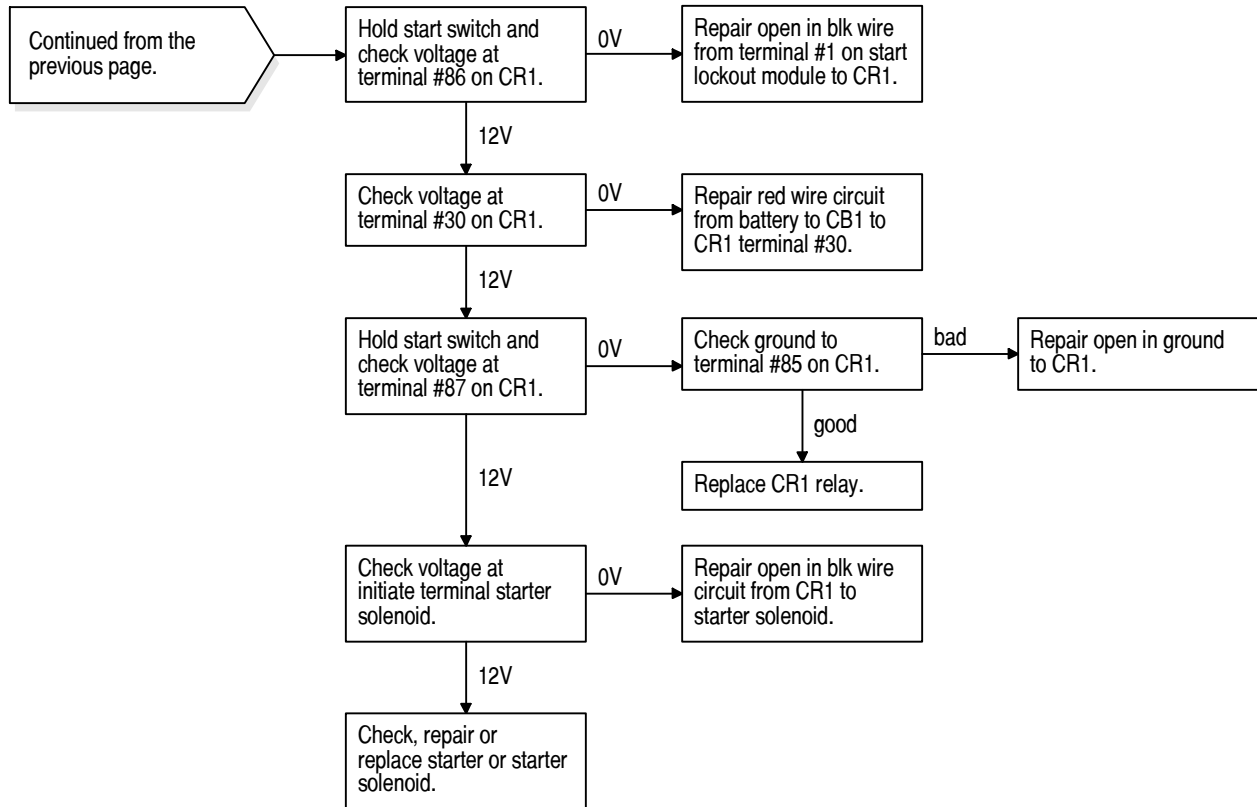 Continued from the
previous page.
Hold start switch and
check voltage at
terminal #86 on CR1.
0V
Repair open in blk wire
from terminal #1 on start
lockout module to CR1.
12V
Check voltage at
terminal #30 on CR1.
0V
Repair red wire circuit
from battery to CB1 to
CR1 terminal #30.
12V
Hold start switch and
check voltage at
terminal #87 on CR1.
0V
Check ground to
terminal #85 on CR1.
bad
Repair open in ground
to CR1.
good
Replace CR1 relay.
12V
Check voltage at
initiate terminal starter
solenoid.
0V
Repair open in blk wire
circuit from CR1 to
starter solenoid.
12V
Check, repair or
replace starter or starter
solenoid.